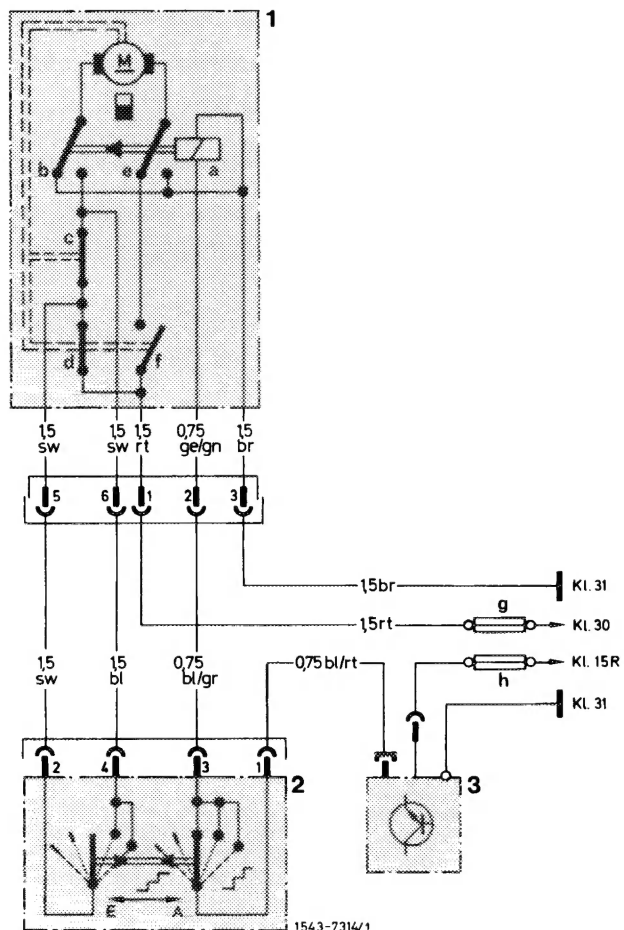 1
M
b e a
c
d f
1,5 1,5 1,5 0,75 1,5
sw sw rt ge/gn br
5 6 1 2 3
1,5br Kl. 31
g
1,5rt Kl. 30
1,5 1,5 0,75 0,75 bl/rt Kl. 15R
sw bl bl/gr h
Kl. 31
2 4 3 1
2 3
E A
1543-7314/1